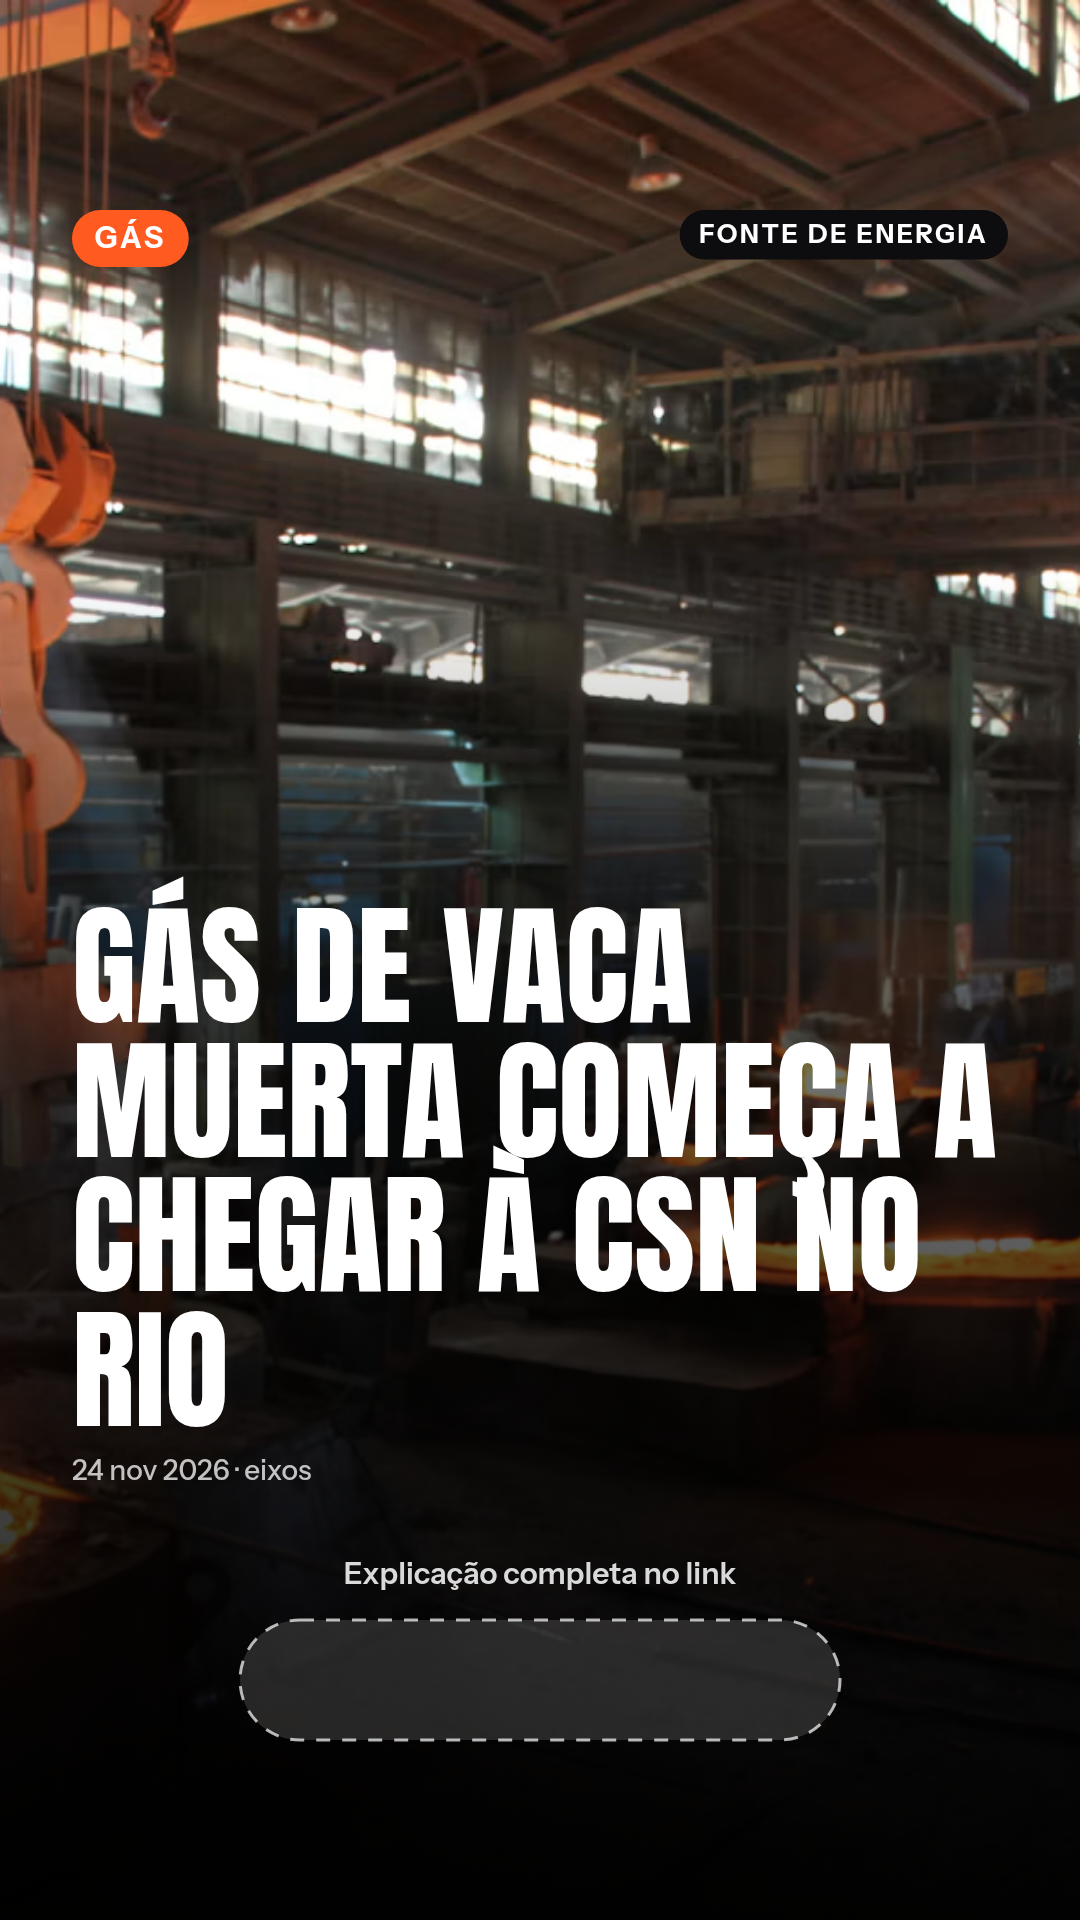 GÁS
FONTE DE ENERGIA
GÁS DE VACA
MUERTA COMEÇA A
CHEGAR À CSN NO
RIO
24 nov 2026 · eixos
Explicação completa no link